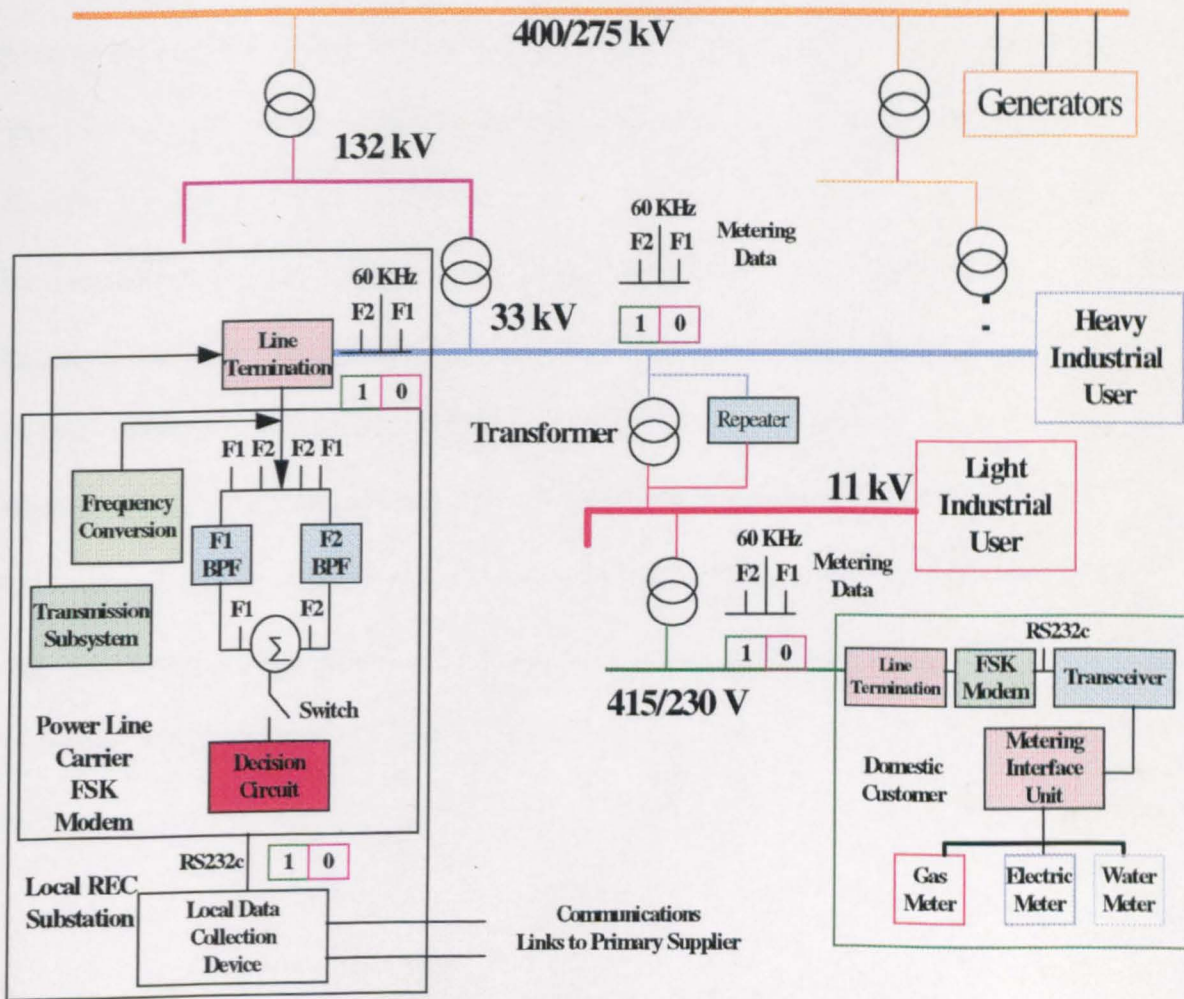 400/275 kV
Generators
132 kV
60 KHz
F2 F1
Metering
Data
1 0
60 KHz
F2 F1
33 kV
1 0
Line
Termination
Heavy
Industrial
User
Transformer
Repeater
F1 F2 F2 F1
Frequency
Conversion
F1
BPF
F2
BPF
11 kV
Light
Industrial
User
60 KHz
F2 F1
Metering
Data
1 0
Transmission
Subsystem
F1 F2
Σ
Switch
415/230 V
RS232c
Line
Termination
FSK
Modem
Transceiver
Power Line
Carrier
FSK
Modem
Decision
Circuit
Domestic
Customer
Metering
Interface
Unit
RS232c
1 0
Gas
Meter
Electric
Meter
Water
Meter
Local REC
Substation
Local Data
Collection
Device
Communications
Links to Primary Supplier